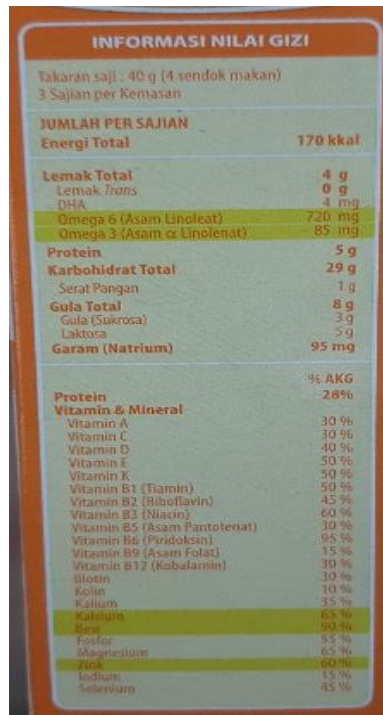 INFORMASI NILAI GIZI
Takaran saji : 40 g (4 sendok makan)
3 Sajian per Kemasan
JUMLAH PER SAJIAN
Energi Total 170 kkal
Lemak Total 4 g
Lemak Trans 0 g
DHA 4 mg
Omega 6 (Asam Linoleat) 720 mg
Omega 3 (Asam α Linolenat) 85 mg
Protein 5 g
Karbohidrat Total 29 g
Serat Pangan 1 g
Gula Total 8 g
Gula (Sukrosa) 3 g
Laktosa 5 g
Garam (Natrium) 95 mg
% AKG
Protein 28%
Vitamin & Mineral
Vitamin A 30 %
Vitamin C 30 %
Vitamin D 40 %
Vitamin E 50 %
Vitamin K 50 %
Vitamin B1 (Tiamin) 50 %
Vitamin B2 (Riboflavin) 45 %
Vitamin B3 (Niacin) 60 %
Vitamin B5 (Asam Pantotenat) 30 %
Vitamin B6 (Piridoksin) 95 %
Vitamin B9 (Asam Folat) 15 %
Vitamin B12 (Kobalamin) 30 %
Biotin 30 %
Kolin 10 %
Kalium 35 %
Kalsium 65 %
Besi 90 %
Fosfor 55 %
Magnesium 65 %
Zink 60 %
Iodium 15 %
Selenium 45 %